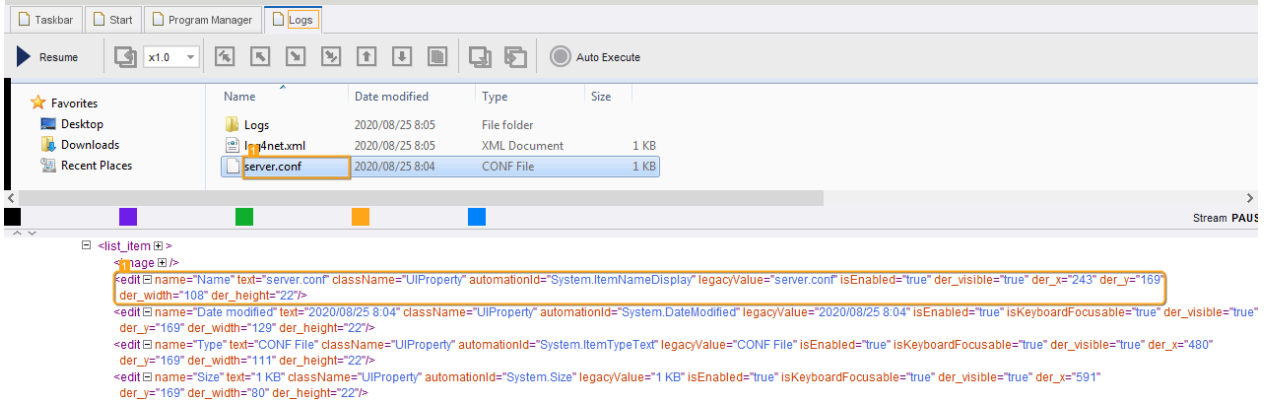 Taskbar Start Program Manager Logs
Resume x1.0 Auto Execute
Favorites
Desktop
Downloads
Recent Places
Name Date modified Type Size
Logs 2020/08/25 8:05 File folder
log4net.xml 2020/08/25 8:05 XML Document 1 KB
server.conf 2020/08/25 8:04 CONF File 1 KB
Stream PAUS
<list_item >
<image />
<edit name="Name" text="server.conf" className="UIProperty" automationId="System.ItemNameDisplay" legacyValue="server.conf" isEnabled="true" der_visible="true" der_x="243" der_y="169"
der_width="108" der_height="22"/>
<edit name="Date modified" text="2020/08/25 8:04" className="UIProperty" automationId="System.DateModified" legacyValue="2020/08/25 8:04" isEnabled="true" isKeyboardFocusable="true" der_visible="true"
der_y="169" der_width="129" der_height="22"/>
<edit name="Type" text="CONF File" className="UIProperty" automationId="System.ItemTypeText" legacyValue="CONF File" isEnabled="true" isKeyboardFocusable="true" der_visible="true" der_x="480"
der_y="169" der_width="111" der_height="22"/>
<edit name="Size" text="1 KB" className="UIProperty" automationId="System.Size" legacyValue="1 KB" isEnabled="true" isKeyboardFocusable="true" der_visible="true" der_x="591"
der_y="169" der_width="80" der_height="22"/>